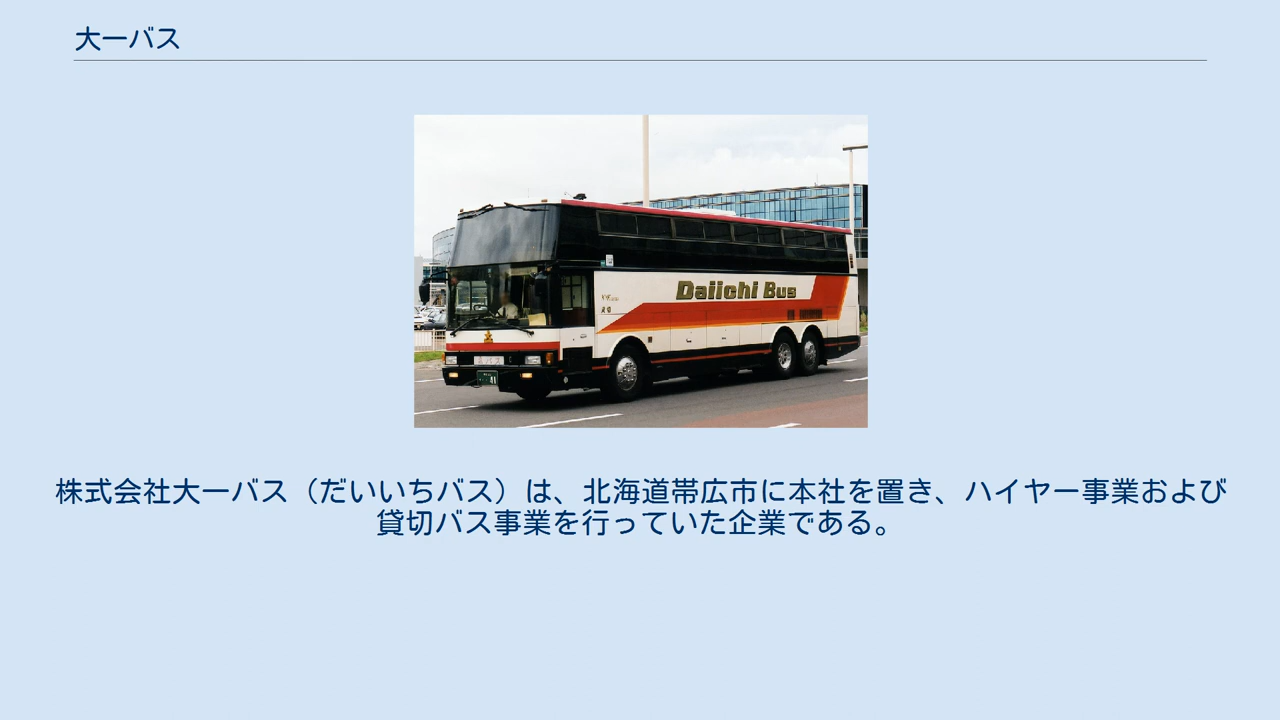 大一バス
Daiichi Bus
株式会社大一バス（だいいちバス）は、北海道帯広市に本社を置き、ハイヤー事業および
貸切バス事業を行っていた企業である。